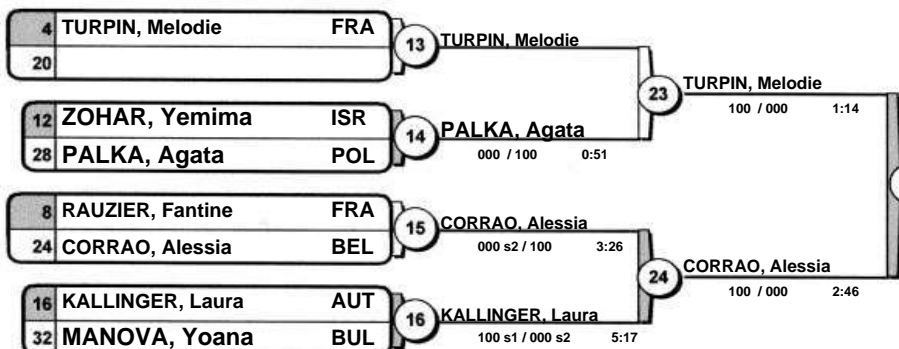 4 TURPIN, Melodie FRA
20
13
TURPIN, Melodie
12 ZOHAR, Yemima ISR
28 PALKA, Agata POL
14
PALKA, Agata
000 / 100 0:51
23
TURPIN, Melodie
100 / 000 1:14
8 RAUZIER, Fantine FRA
24 CORRAO, Alessia BEL
15
CORRAO, Alessia
000 s2 / 100 3:26
16 KALLINGER, Laura AUT
32 MANOVA, Yoana BUL
16
KALLINGER, Laura
100 s1 / 000 s2 5:17
24
CORRAO, Alessia
100 / 000 2:46